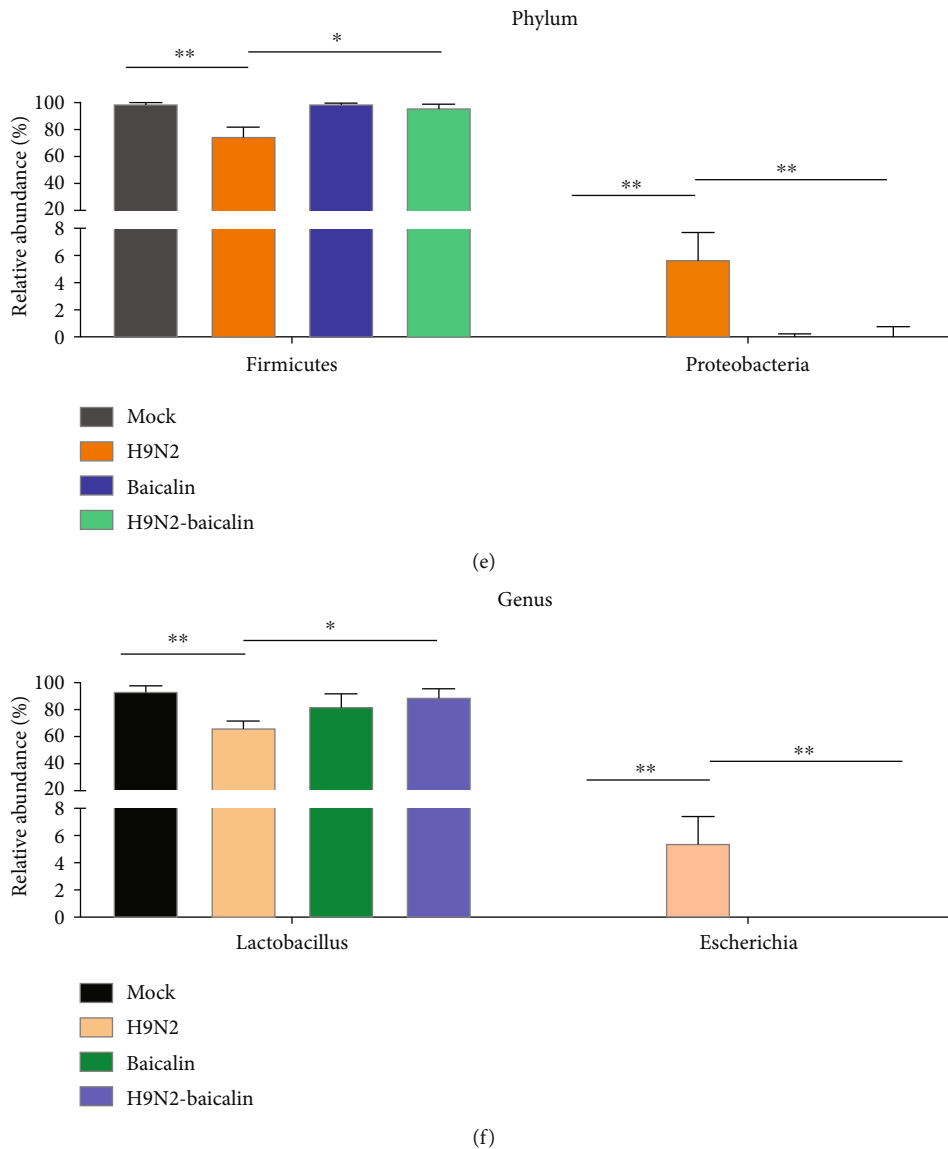 Phylum
** *
Relative abundance (%)
100
80
60
40
20
8
6
4
2
0
** **
Firmicutes Proteobacteria
Mock
H9N2
Baicalin
H9N2-baicalin
(e)
Genus
** *
Relative abundance (%)
100
80
60
40
20
8
6
4
2
0
** **
Lactobacillus Escherichia
Mock
H9N2
Baicalin
H9N2-baicalin
(f)